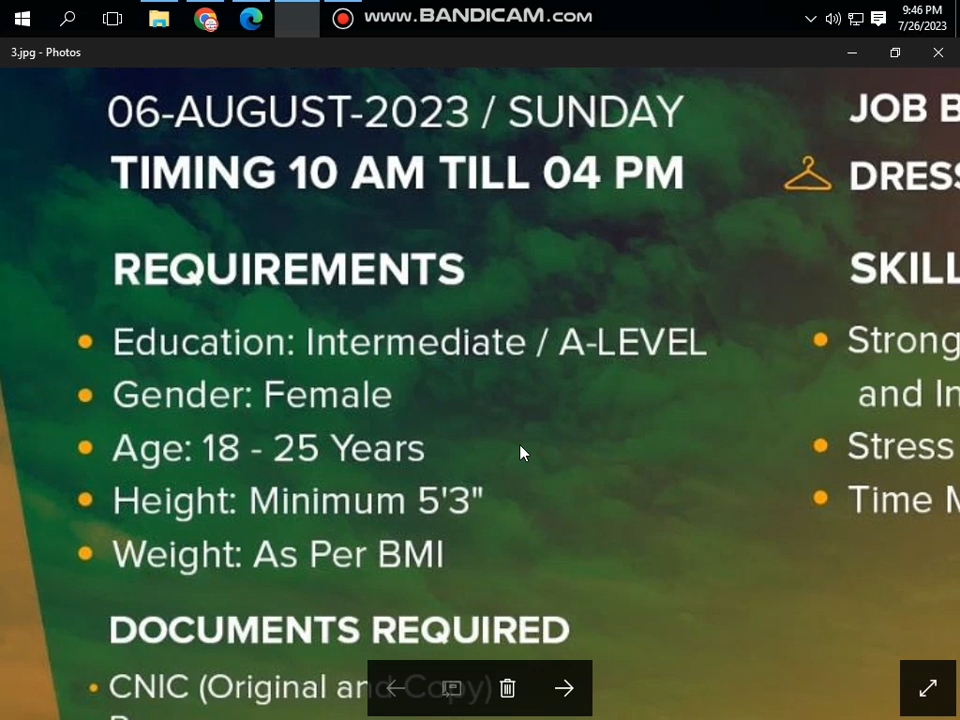 www.BANDICAM.com
9:46 PM
7/26/2023
3.jpg - Photos
06-AUGUST-2023 / SUNDAY
TIMING 10 AM TILL 04 PM
JOB B
DRESS
REQUIREMENTS
• Education: Intermediate / A-LEVEL
• Gender: Female
• Age: 18 - 25 Years
• Height: Minimum 5'3"
• Weight: As Per BMI
SKILL
• Strong
and In
• Stress
• Time M
DOCUMENTS REQUIRED
• CNIC (Original and Copy)